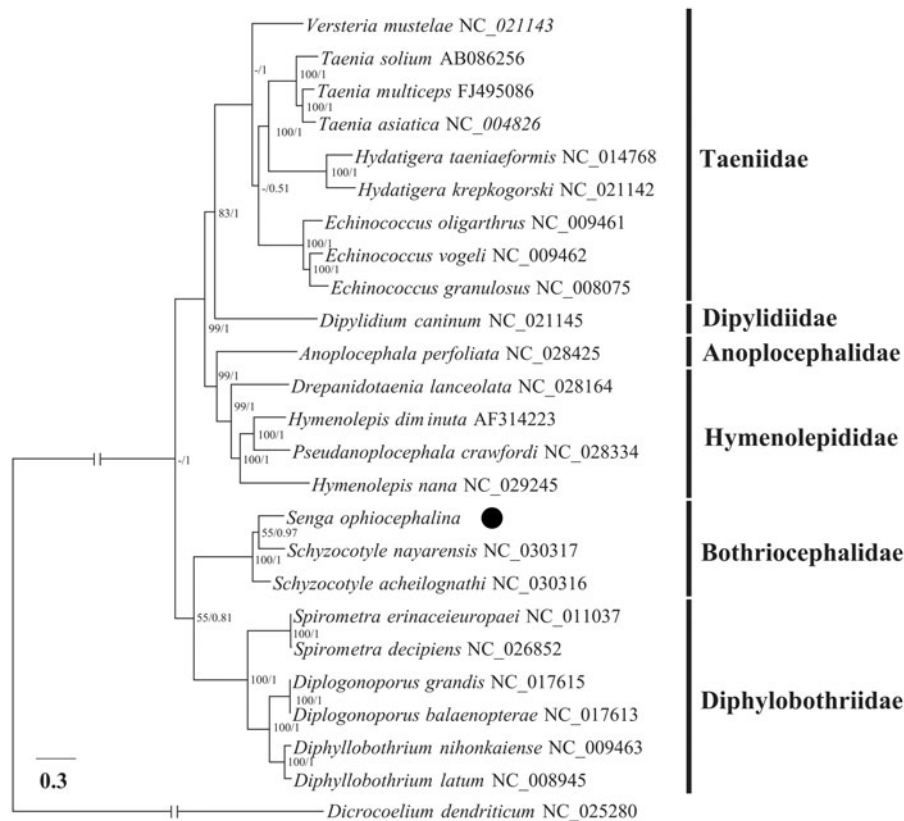 Versteria mustelae NC_021143
-/1
Taenia solium AB086256
100/1
Taenia multiceps FJ495086
100/1
Taenia asiatica NC_004826
100/1
Hydatigera taeniaeformis NC_014768
Taeniidae
100/1
Hydatigera krepkogorski NC_021142
-/0.51
83/1
Echinococcus oligarthrus NC_009461
100/1
Echinococcus vogeli NC_009462
100/1
Echinococcus granulosus NC_008075
Dipylidium caninum NC_021145
Dipylidiidae
99/1
Anoplocephala perfoliata NC_028425
Anoplocephalidae
99/1
Drepanidotaenia lanceolata NC_028164
99/1
Hymenolepis diminuta AF314223
Hymenolepididae
100/1
Pseudanoplocephala crawfordi NC_028334
100/1
-/1
Hymenolepis nana NC_029245
Senga ophiocephalina
55/0.97
Schyzocotyle nayarensis NC_030317
Bothriocephalidae
100/1
Schyzocotyle acheilognathi NC_030316
55/0.81
Spirometra erinaceieuropaei NC_011037
100/1
Spirometra decipiens NC_026852
100/1
Diplogonoporus grandis NC_017615
Diphylobothriidae
100/1
Diplogonoporus balaenopterae NC_017613
100/1
Diphyllobothrium nihonkaiense NC_009463
100/1
Diphyllobothrium latum NC_008945
0.3
Dicrocoelium dendriticum NC_025280